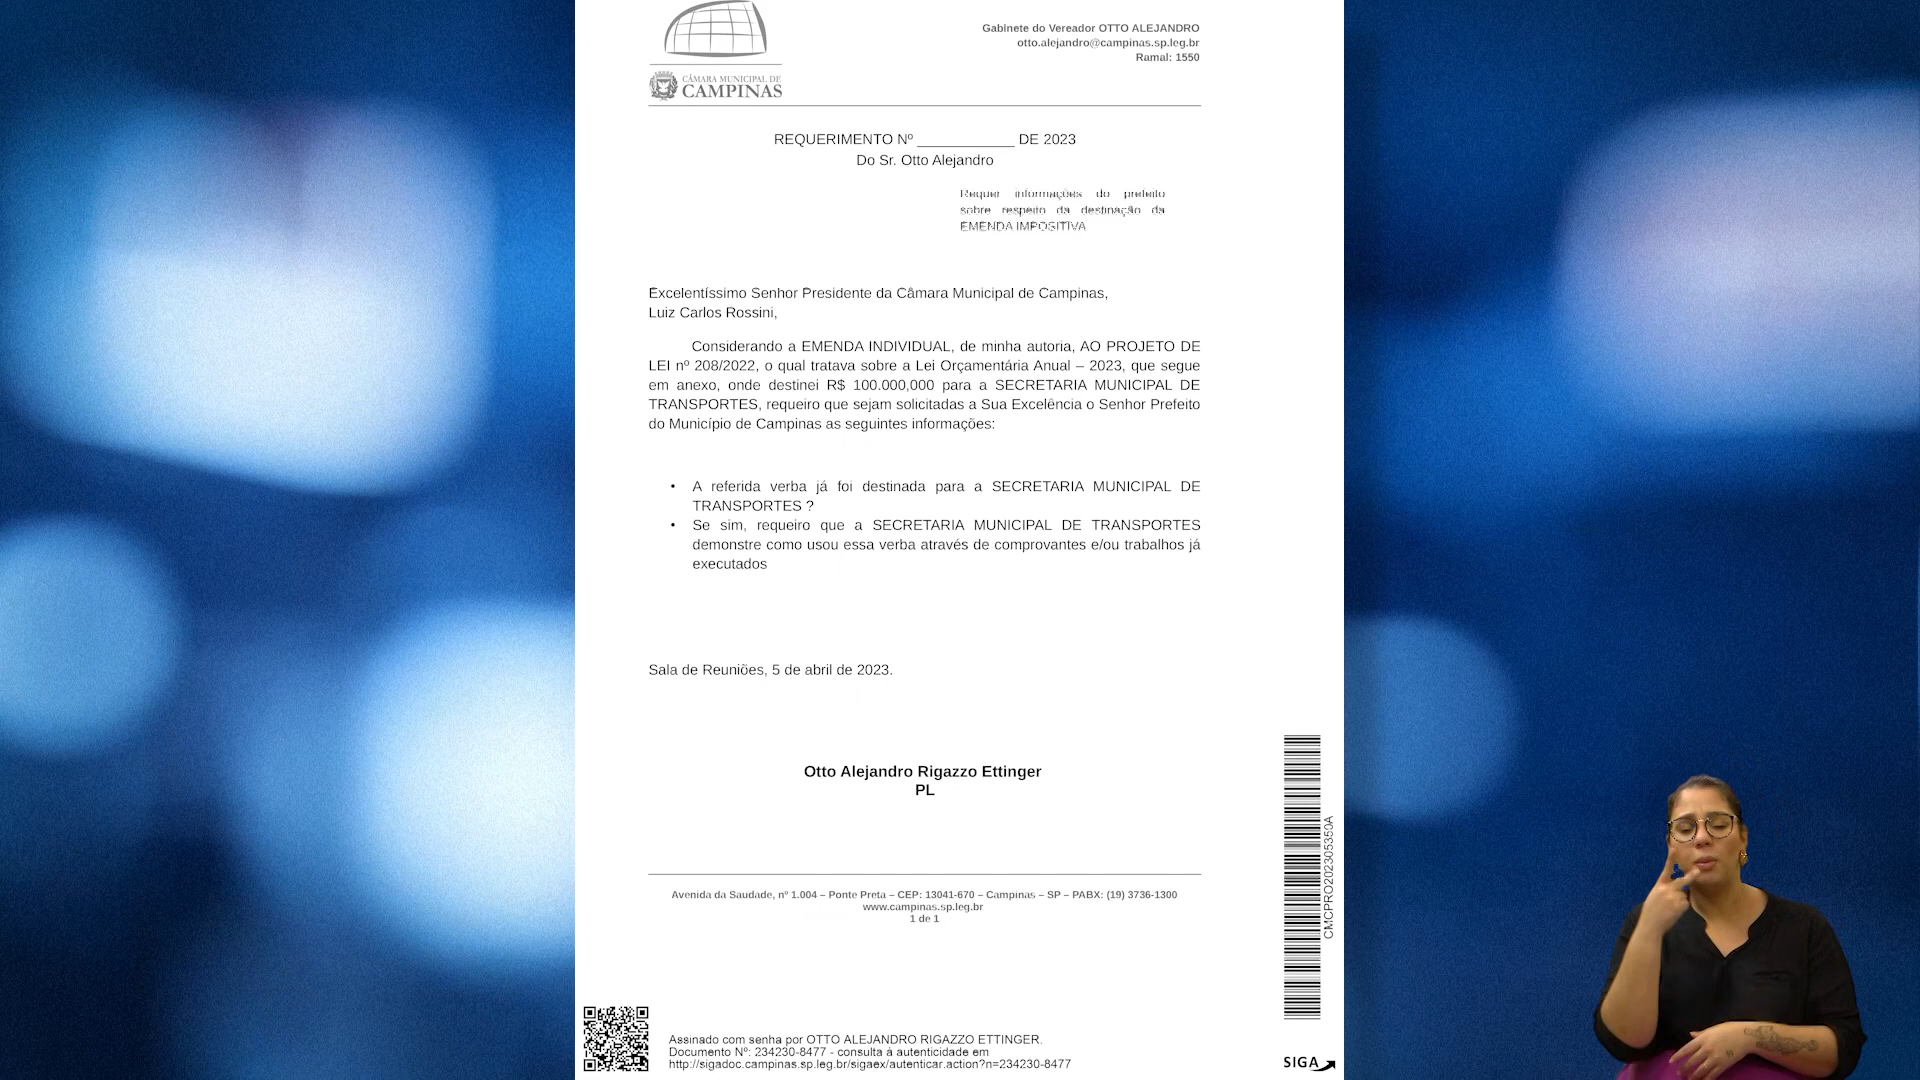 CÂMARA MUNICIPAL DE
CAMPINAS
Gabinete do Vereador OTTO ALEJANDRO
otto.alejandro@campinas.sp.leg.br
Ramal: 1550
REQUERIMENTO Nº ____________ DE 2023
Do Sr. Otto Alejandro
Requer informações do prefeito
sobre respeito da destinação da
EMENDA IMPOSITIVA
Excelentíssimo Senhor Presidente da Câmara Municipal de Campinas,
Luiz Carlos Rossini,
Considerando a EMENDA INDIVIDUAL, de minha autoria, AO PROJETO DE
LEI nº 208/2022, o qual tratava sobre a Lei Orçamentária Anual – 2023, que segue
em anexo, onde destinei R$ 100.000,000 para a SECRETARIA MUNICIPAL DE
TRANSPORTES, requeiro que sejam solicitadas a Sua Excelência o Senhor Prefeito
do Município de Campinas as seguintes informações:
• A referida verba já foi destinada para a SECRETARIA MUNICIPAL DE
TRANSPORTES ?
• Se sim, requeiro que a SECRETARIA MUNICIPAL DE TRANSPORTES
demonstre como usou essa verba através de comprovantes e/ou trabalhos já
executados
Sala de Reuniões, 5 de abril de 2023.
Otto Alejandro Rigazzo Ettinger
PL
Avenida da Saudade, nº 1.004 – Ponte Preta – CEP: 13041-670 – Campinas – SP – PABX: (19) 3736-1300
www.campinas.sp.leg.br
1 de 1
CMCPRO202305350A
Assinado com senha por OTTO ALEJANDRO RIGAZZO ETTINGER.
Documento Nº: 234230-8477 - consulta à autenticidade em
http://sigadoc.campinas.sp.leg.br/sigaex/autenticar.action?n=234230-8477
SIGA